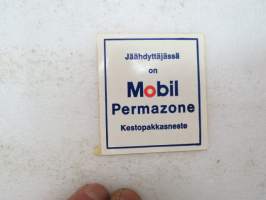 Jäähdyttäjässä
on
Mobil
Permazone
Kestopakkasneste